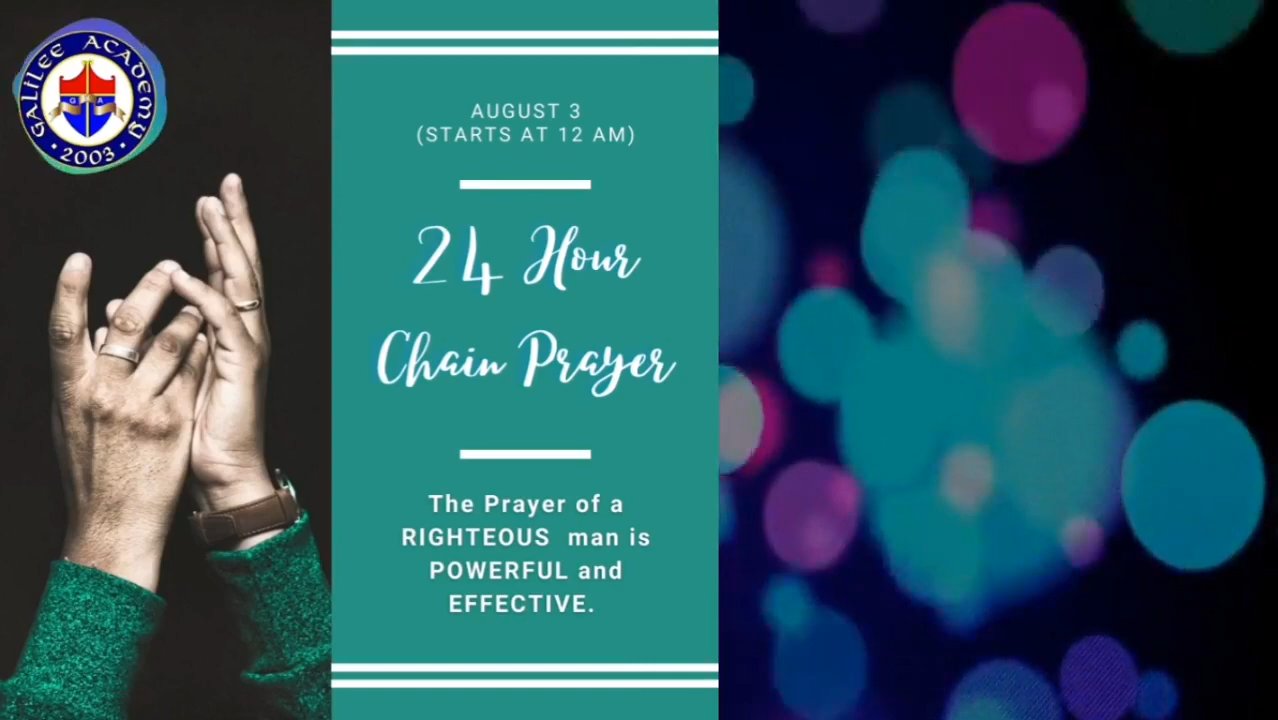 GALILEE ACADEMY
G A
• 2003 •
AUGUST 3
(STARTS AT 12 AM)
24 Hour
Chain Prayer
The Prayer of a
RIGHTEOUS man is
POWERFUL and
EFFECTIVE.